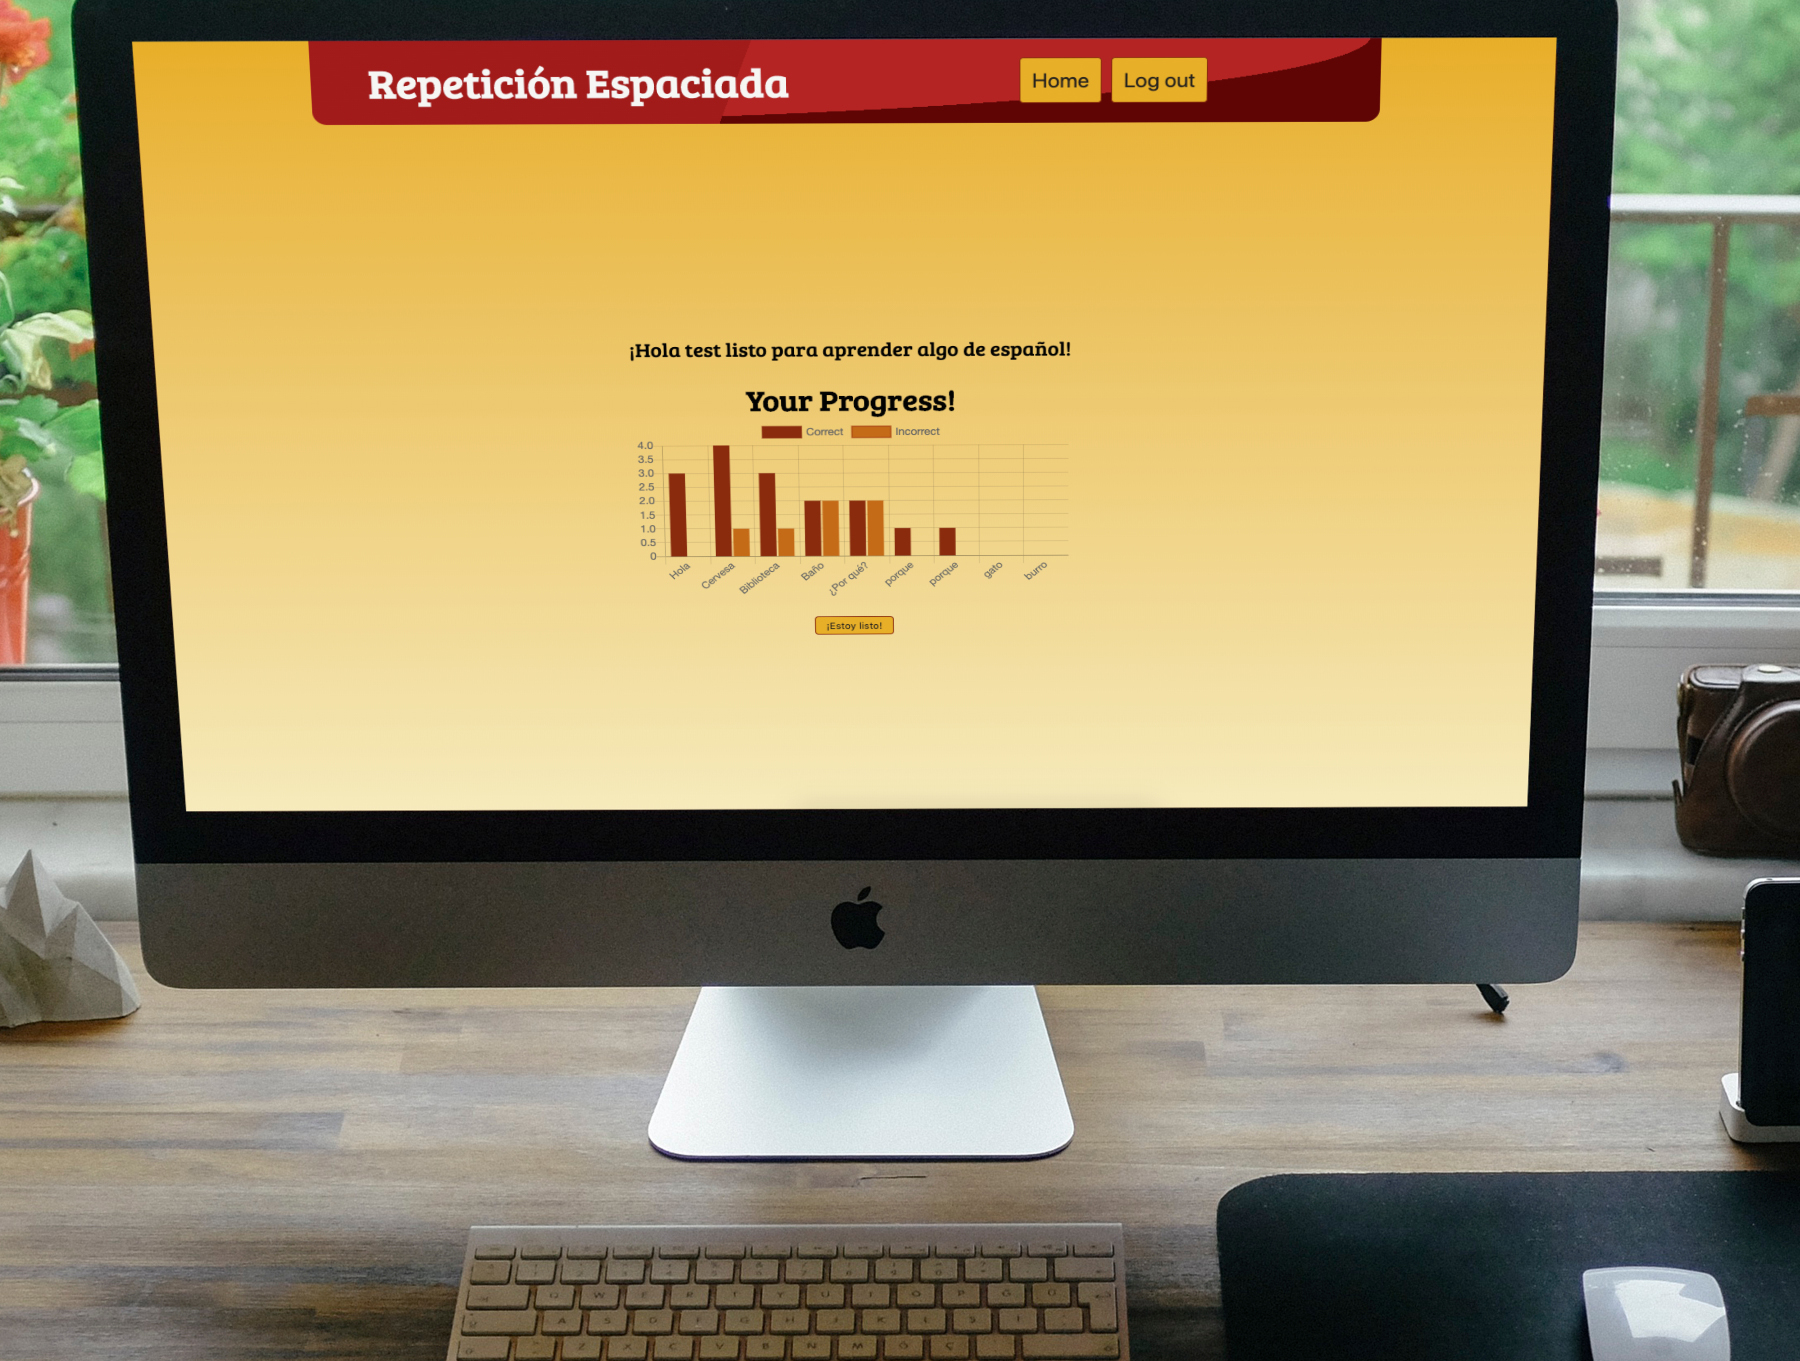 Repetición Espaciada
Home
Log out
¡Hola test listo para aprender algo de español!
Your Progress!
Correct
Incorrect
4.0
3.5
3.0
2.5
2.0
1.5
1.0
0.5
0
Hola
Cervesa
Biblioteca
Baño
¿Por qué?
porque
porque
gato
burro
¡Estoy listo!
Q W E R T Y U I O P Ğ Ü
A S D F G H J K L Ş İ
Z X C V B N M Ö Ç